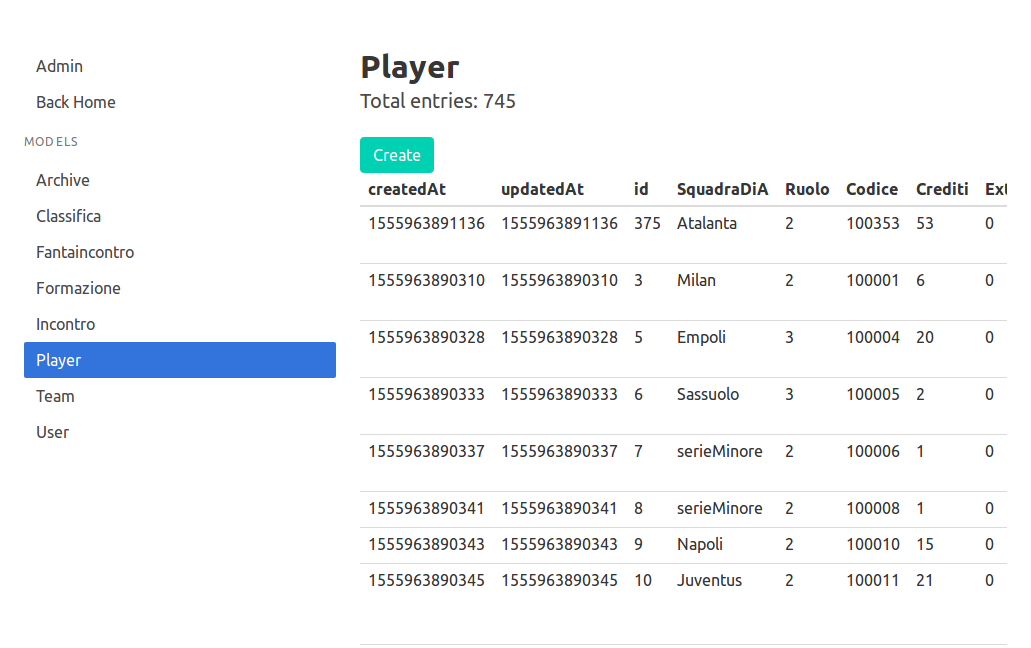 Admin
Back Home
MODELS
Archive
Classifica
Fantaincontro
Formazione
Incontro
Player
Team
User
Player
Total entries: 745
Create
createdAt updatedAt id SquadraDiA Ruolo Codice Crediti Ext
1555963891136 1555963891136 375 Atalanta 2 100353 53 0
1555963890310 1555963890310 3 Milan 2 100001 6 0
1555963890328 1555963890328 5 Empoli 3 100004 20 0
1555963890333 1555963890333 6 Sassuolo 3 100005 2 0
1555963890337 1555963890337 7 serieMinore 2 100006 1 0
1555963890341 1555963890341 8 serieMinore 2 100008 1 0
1555963890343 1555963890343 9 Napoli 2 100010 15 0
1555963890345 1555963890345 10 Juventus 2 100011 21 0